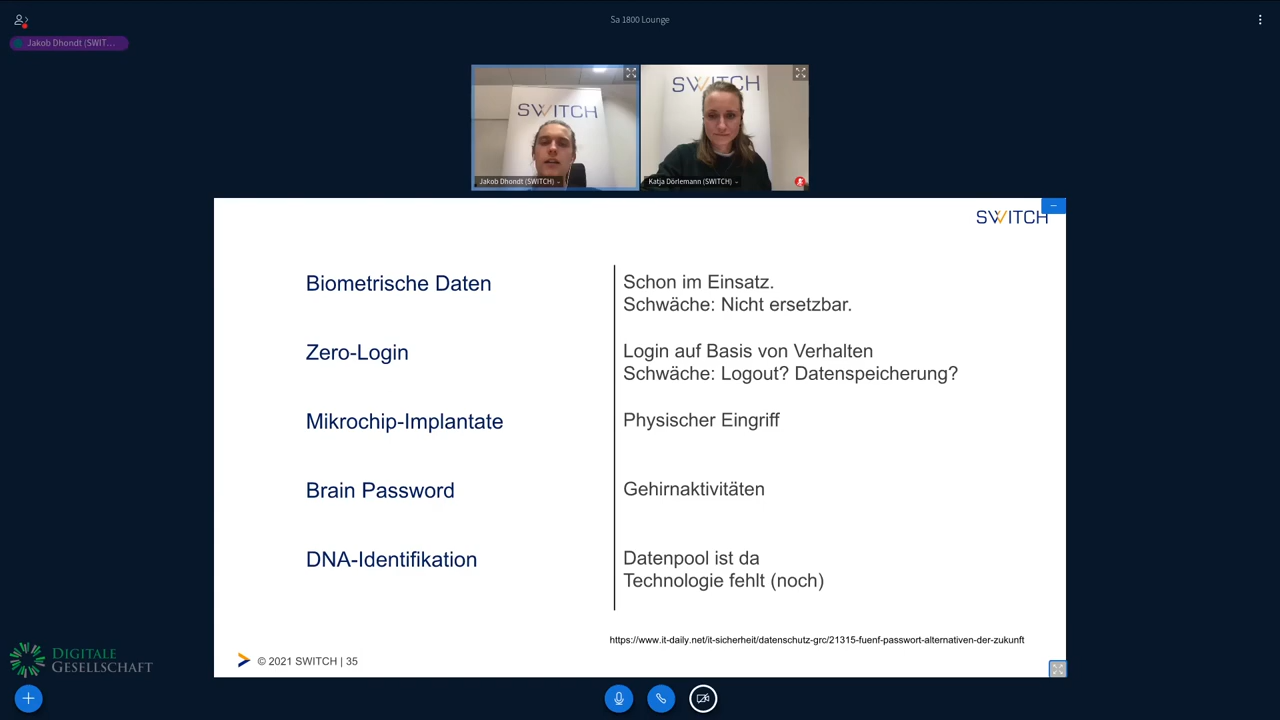 Sa 1800 Lounge
Jakob Dhondt (SWIT...
SWITCH
SWITCH
Jakob Dhondt (SWITCH)
Katja Dörlemann (SWITCH)
SWITCH
Biometrische Daten
Schon im Einsatz.
Schwäche: Nicht ersetzbar.
Zero-Login
Login auf Basis von Verhalten
Schwäche: Logout? Datenspeicherung?
Mikrochip-Implantate
Physischer Eingriff
Brain Password
Gehirnaktivitäten
DNA-Identifikation
Datenpool ist da
Technologie fehlt (noch)
https://www.it-daily.net/it-sicherheit/datenschutz-grc/21315-fuenf-passwort-alternativen-der-zukunft
© 2021 SWITCH | 35
DIGITALE
GESELLSCHAFT